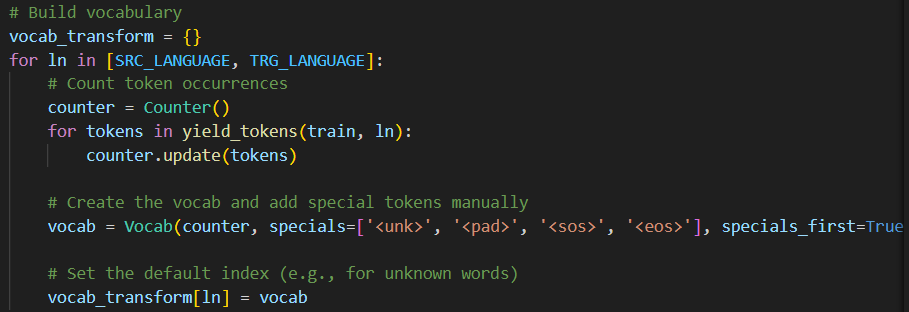 # Build vocabulary
vocab_transform = {}
for ln in [SRC_LANGUAGE, TRG_LANGUAGE]:
    # Count token occurrences
    counter = Counter()
    for tokens in yield_tokens(train, ln):
        counter.update(tokens)

    # Create the vocab and add special tokens manually
    vocab = Vocab(counter, specials=['<unk>', '<pad>', '<sos>', '<eos>'], specials_first=True

    # Set the default index (e.g., for unknown words)
    vocab_transform[ln] = vocab